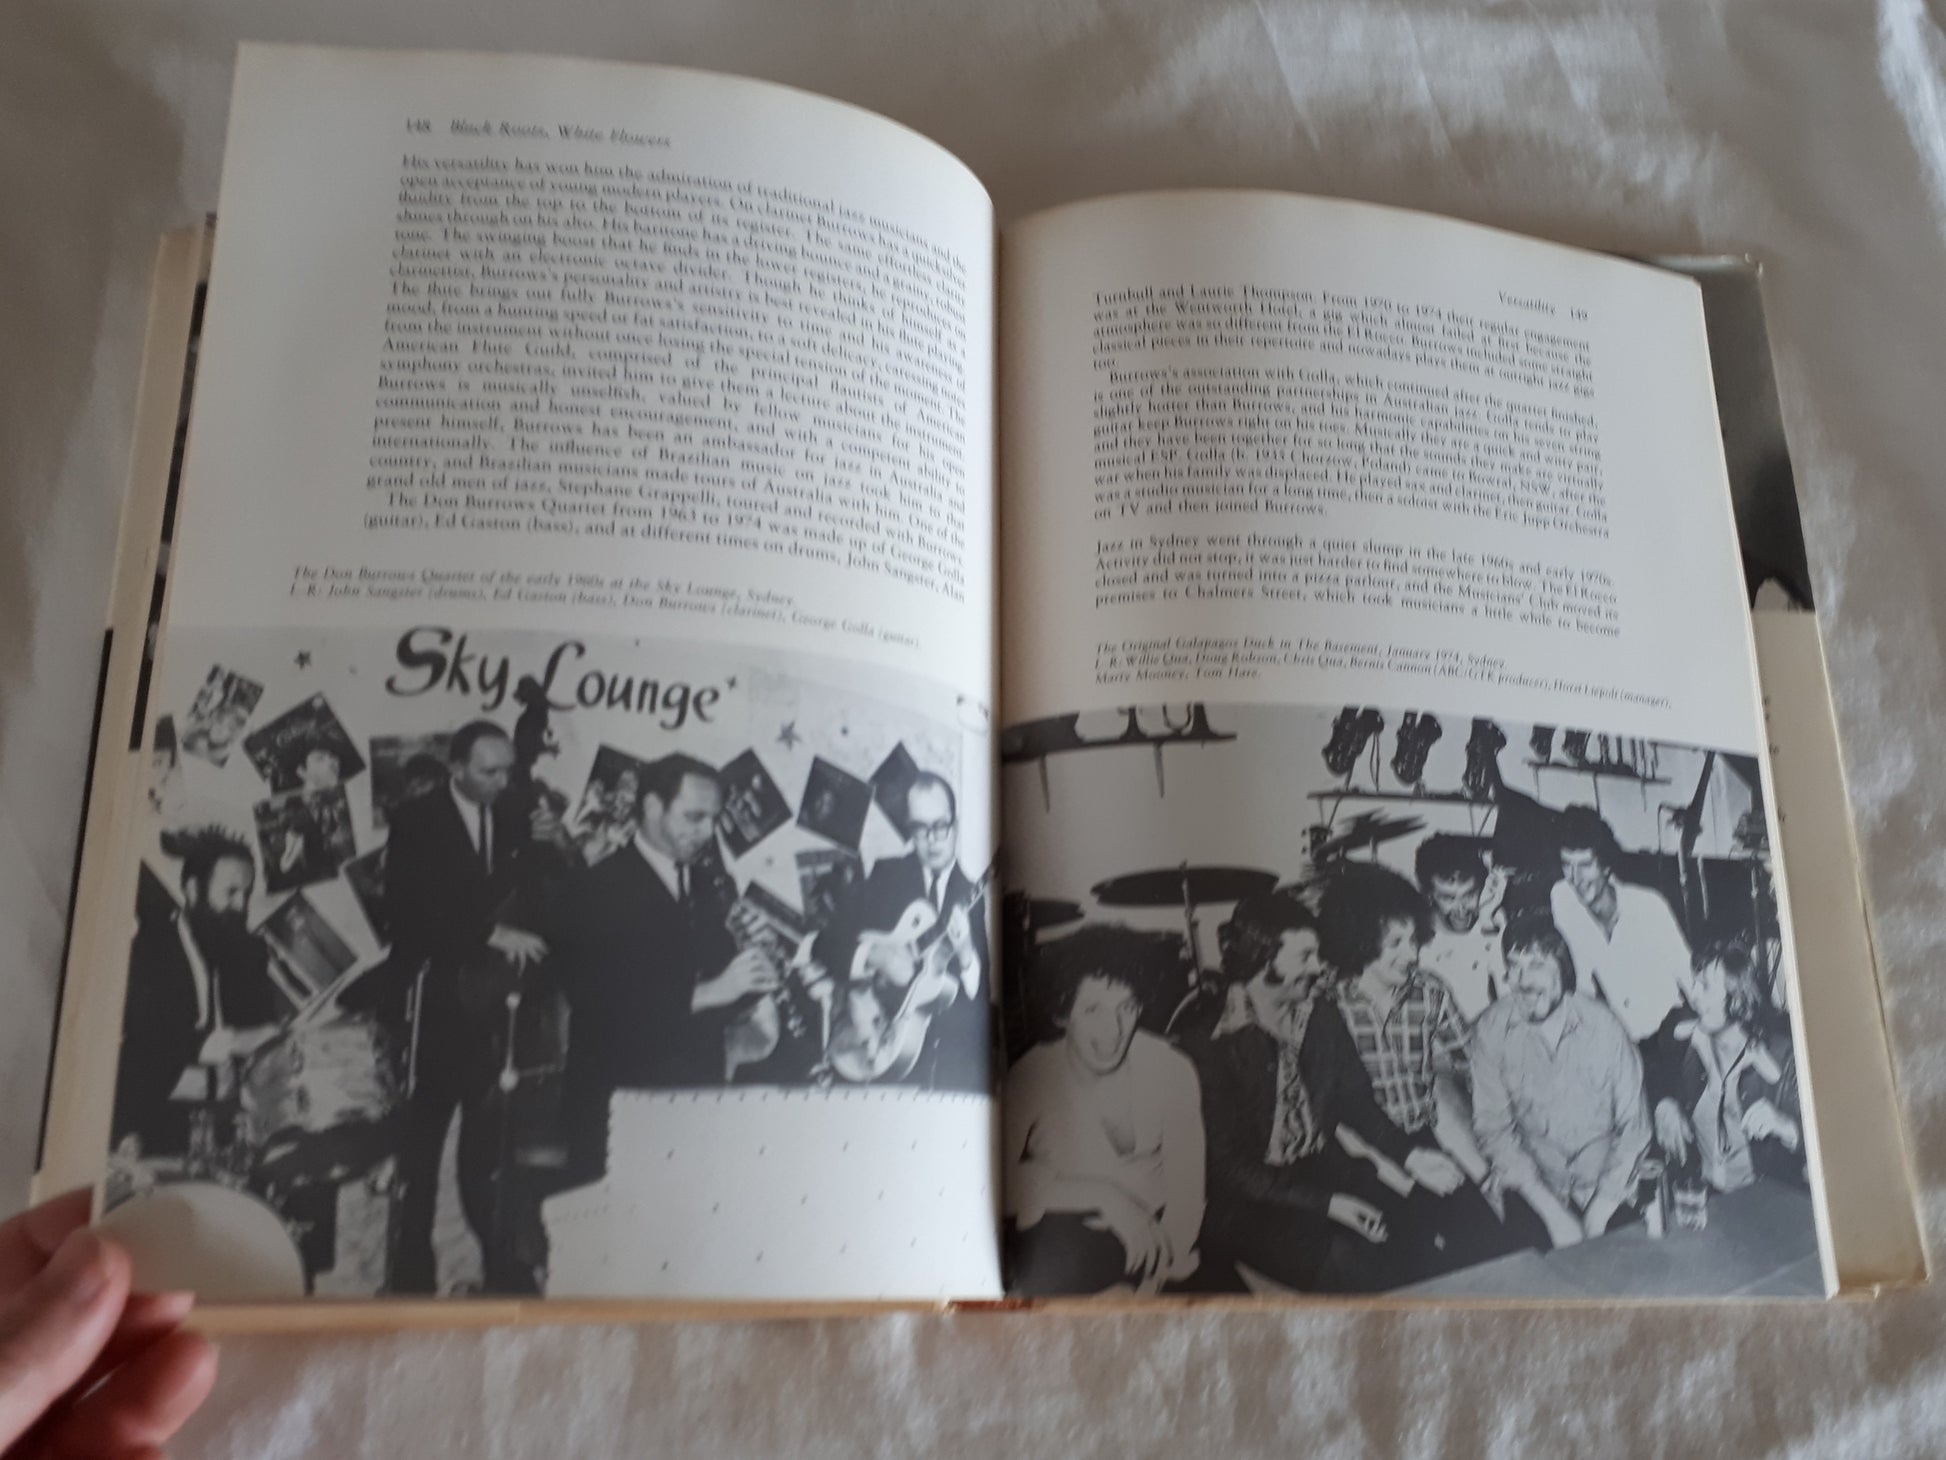 148 Black Roots, White Flowers
His versatility has won him the admiration of traditional jazz musicians and the
open acceptance of young modern players. On clarinet Burrows has a quicksilver
fluidity from the top to the bottom of its register. The same effortless clarity
shines through on his alto. His baritone has a driving bounce and a grainy, robust
tone. The swinging boost that he finds in the lower registers, he reproduces on
clarinet with an electronic octave divider. Though he thinks of himself as a
clarinettist, Burrows's personality and artistry is best revealed in his flute playing.
The flute brings out fully Burrows's sensitivity to time and his awareness of
mood, from a hunting speed or fat satisfaction, to a soft delicacy, caressing notes
from the instrument without once losing the special tension of the moment. The
American Flute Guild, comprised of the principal flautists of American
symphony orchestras, invited him to give them a lecture about the instrument.
Burrows is musically unselfish, valued by fellow musicians for his open
communication and honest encouragement, and with a competent ability to
present himself, Burrows has been an ambassador for jazz in Australia and
internationally. The influence of Brazilian music on jazz took him to that
country, and Brazilian musicians made tours of Australia with him. One of the
grand old men of jazz, Stephane Grappelli, toured and recorded with Burrows.
The Don Burrows Quartet from 1963 to 1974 was made up of George Golla
(guitar), Ed Gaston (bass), and at different times on drums, John Sangster, Alan
The Don Burrows Quartet of the early 1960s at the Sky Lounge, Sydney.
L-R: John Sangster (drums), Ed Gaston (bass), Don Burrows (clarinet), George Golla (guitar).
Sky Lounge
Versatility 149
Turnbull and Laurie Thompson. From 1970 to 1974 their regular engagement
was at the Wentworth Hotel, a gig which almost failed at first because the
atmosphere was so different from the El Rocco. Burrows included some straight
classical pieces in their repertoire and nowadays plays them at outright jazz gigs
too.
Burrows's association with Golla, which continued after the quartet finished,
is one of the outstanding partnerships in Australian jazz. Golla tends to play
slightly hotter than Burrows, and his harmonic capabilities on his seven string
guitar keep Burrows right on his toes. Musically they are a quick and witty pair,
and they have been together for so long that the sounds they make are virtually
musical ESP. Golla (b. 1935 Chorzow, Poland) came to Bowral, NSW, after the
war when his family was displaced. He played sax and clarinet, then guitar. Golla
was a studio musician for a long time, then a soloist with the Eric Jupp Orchestra
on TV and then joined Burrows.
Jazz in Sydney went through a quiet slump in the late 1960s and early 1970s.
Activity did not stop, it was just harder to find somewhere to blow. The El Rocco
closed and was turned into a pizza parlour, and the Musicians' Club moved its
premises to Chalmers Street, which took musicians a little while to become
The Original Galapagos Duck in The Basement, January 1974, Sydney.
L-R: Willie Qua, Doug Robson, Chris Qua, Bernie Cannon (ABC/GTK producer), Horst Liepolt (manager),
Marty Mooney, Tom Hare.